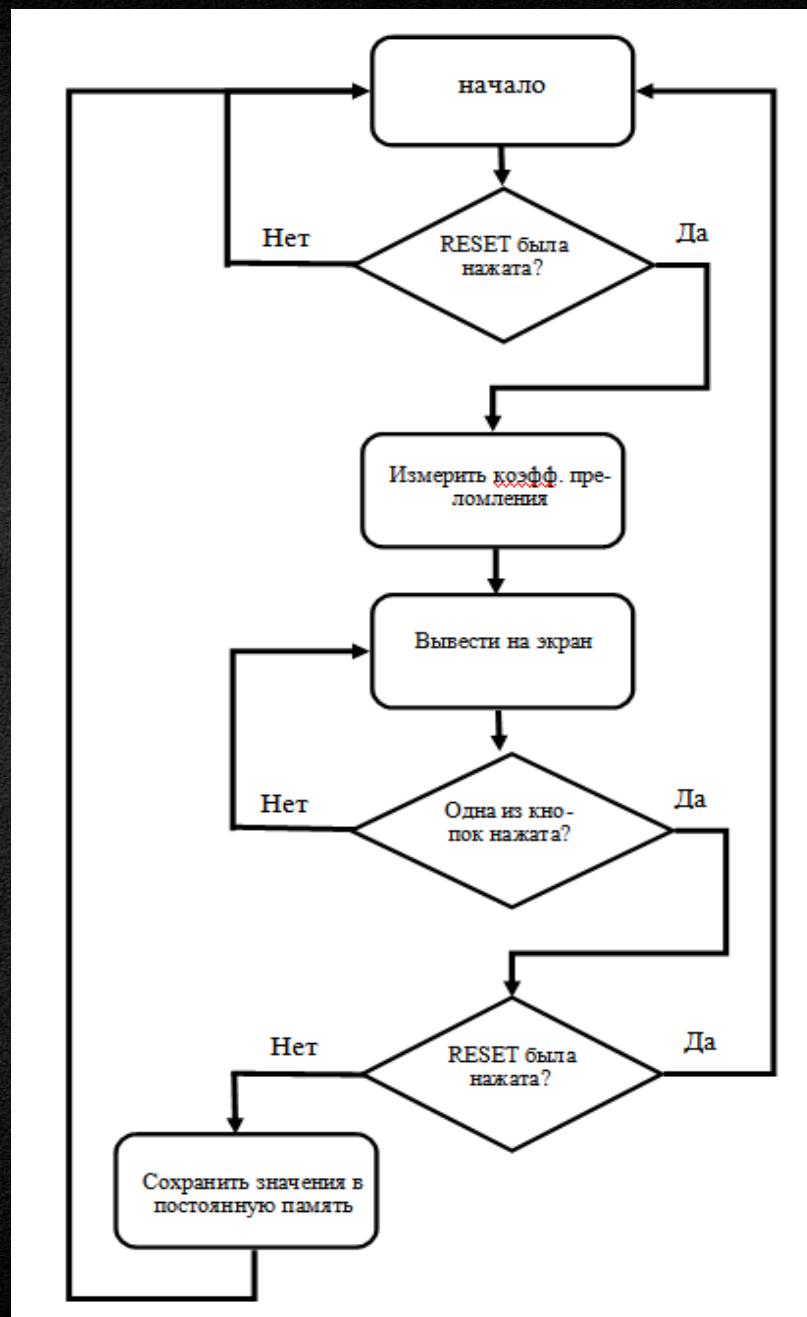 начало
RESET была
нажата?
Нет
Да
Измерить коэфф. пре-
ломления
Вывести на экран
Одна из кно-
пок нажата?
Нет
Да
RESET была
нажата?
Нет
Да
Сохранить значения в
постоянную память